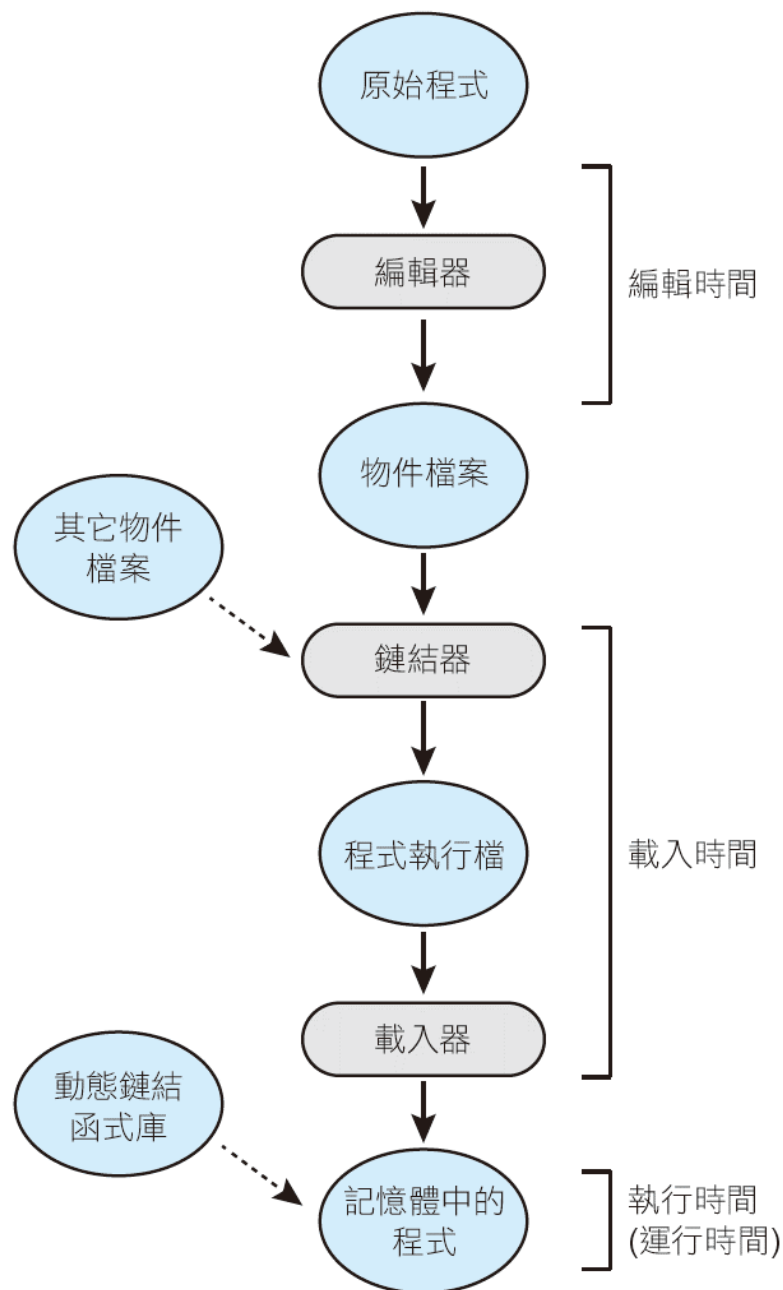 原始程式
編輯器
編輯時間
物件檔案
其它物件
檔案
鏈結器
程式執行檔
載入時間
載入器
動態鏈結
函式庫
記憶體中的
程式
執行時間
(運行時間)